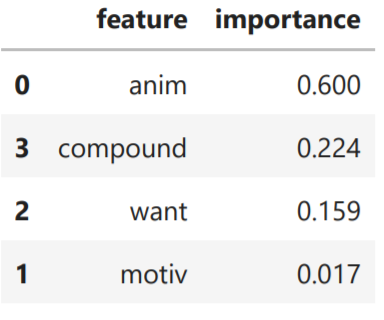 feature importance
0 anim 0.600
3 compound 0.224
2 want 0.159
1 motiv 0.017